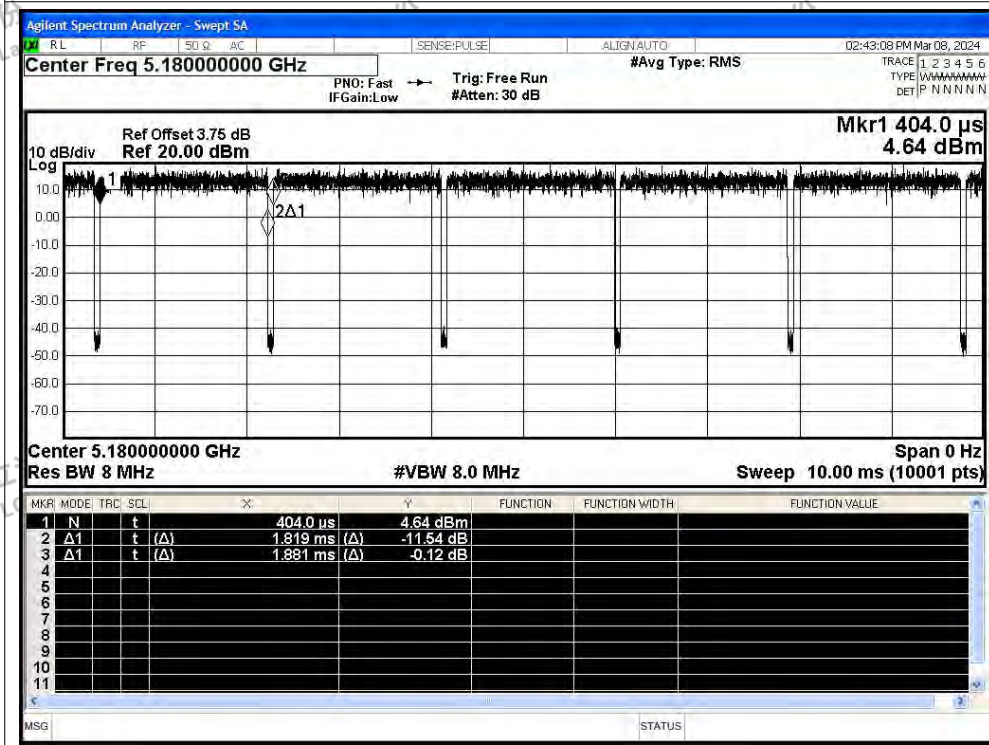 Agilent Spectrum Analyzer - Swept SA
RL RF 50 Ω AC SENSE:PULSE ALIGN AUTO 02:43:08 PM Mar 08, 2024
Center Freq 5.180000000 GHz #Avg Type: RMS TRACE 1 2 3 4 5 6
PNO: Fast Trig: Free Run TYPE WWWWWW
IFGain:Low #Atten: 30 dB DET P N N N N N
Mkr1 404.0 µs
4.64 dBm
Ref Offset 3.75 dB
10 dB/div Ref 20.00 dBm
Log
10.0
0.00
-10.0
-20.0
-30.0
-40.0
-50.0
-60.0
-70.0
1
2Δ1
Center 5.180000000 GHz Span 0 Hz
Res BW 8 MHz #VBW 8.0 MHz Sweep 10.00 ms (10001 pts)
MKR MODE TRC SCL X Y FUNCTION FUNCTION WIDTH FUNCTION VALUE
1 N t 404.0 µs 4.64 dBm
2 Δ1 t (Δ) 1.819 ms (Δ) -11.54 dB
3 Δ1 t (Δ) 1.881 ms (Δ) -0.12 dB
4
5
6
7
8
9
10
11
MSG STATUS